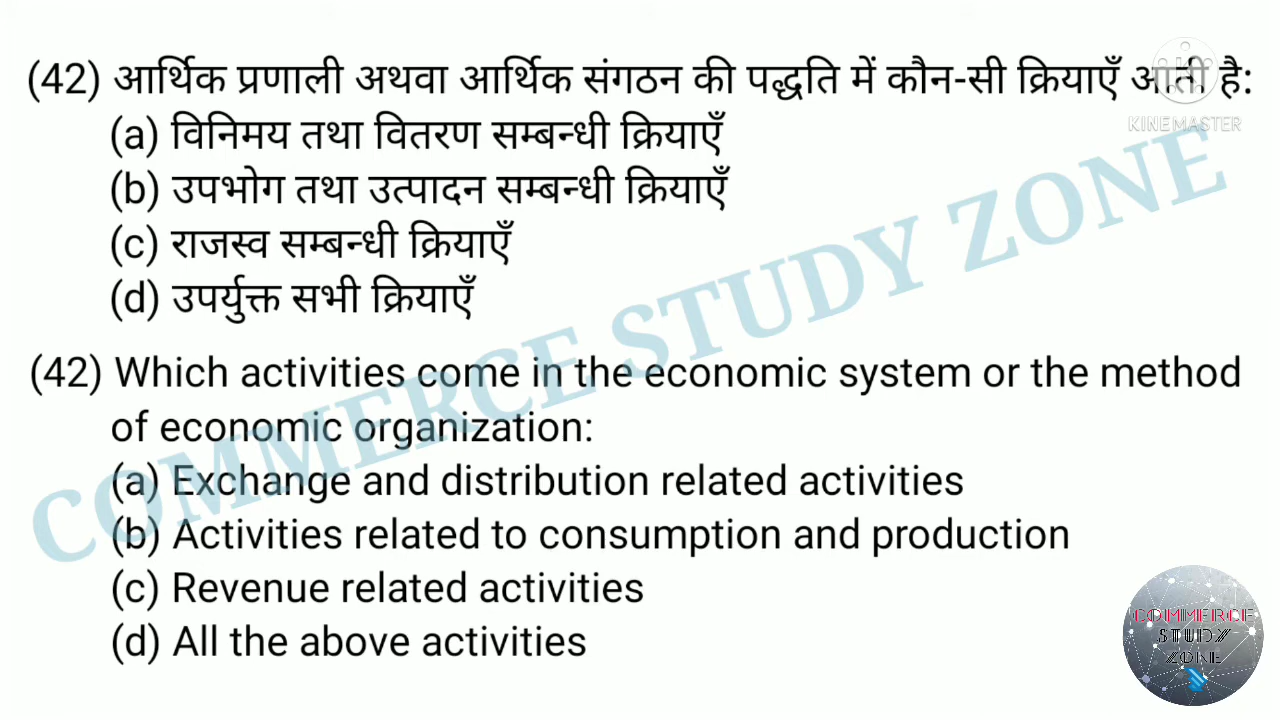 (42) आर्थिक प्रणाली अथवा आर्थिक संगठन की पद्धति में कौन-सी क्रियाएँ आती है:
KINEMASTER
(a) विनिमय तथा वितरण सम्बन्धी क्रियाएँ
(b) उपभोग तथा उत्पादन सम्बन्धी क्रियाएँ
(c) राजस्व सम्बन्धी क्रियाएँ
(d) उपर्युक्त सभी क्रियाएँ
COMMERCE STUDY ZONE
(42) Which activities come in the economic system or the method
of economic organization:
(a) Exchange and distribution related activities
(b) Activities related to consumption and production
(c) Revenue related activities
(d) All the above activities
COMMERCE
STUDY
ZONE